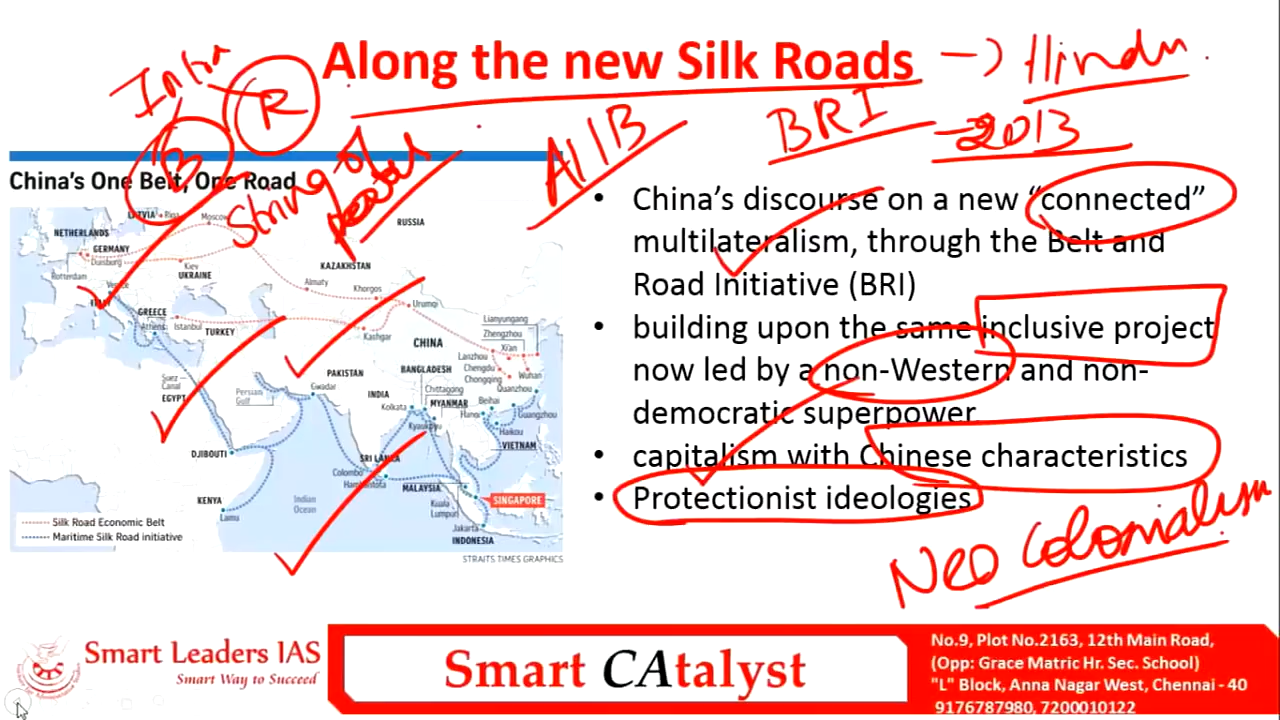 Along the new Silk Roads
→ Hindu
Infra
R
B
String of
pearls
AIIB
BRI
2013
China's One Belt, One Road
LATVIA
Riga
Moscow
RUSSIA
NETHERLANDS
GERMANY
Duisburg
Rotterdam
Kiev
UKRAINE
Venice
KAZAKHSTAN
Almaty
Khorgos
Urumqi
GREECE
Athens
Istanbul
TURKEY
Kashgar
CHINA
Lianyungang
Zhengzhou
Xi'an
Lanzhou
Chengdu
Chongqing
Wuhan
Quanzhou
Suez
Canal
EGYPT
Persian
Gulf
PAKISTAN
Gwadar
INDIA
BANGLADESH
Chittagong
Kolkata
MYANMAR
Kyaukpyu
Beihai
Hanoi
Guangzhou
Haikou
VIETNAM
DJIBOUTI
SRI LANKA
Colombo
Hambantota
MALAYSIA
Kuala
Lumpur
SINGAPORE
KENYA
Lamu
Indian
Ocean
Jakarta
INDONESIA
Silk Road Economic Belt
Maritime Silk Road initiative
STRAITS TIMES GRAPHICS
• China's discourse on a new “connected”
multilateralism, through the Belt and
Road Initiative (BRI)
• building upon the same inclusive project
now led by a non-Western and non-
democratic superpower
• capitalism with Chinese characteristics
• Protectionist ideologies
Neo colonialism
Smart Leaders IAS
Smart Way to Succeed
Smart CAtalyst
No.9, Plot No.2163, 12th Main Road,
(Opp: Grace Matric Hr. Sec. School)
"L" Block, Anna Nagar West, Chennai - 40
9176787980, 7200010122